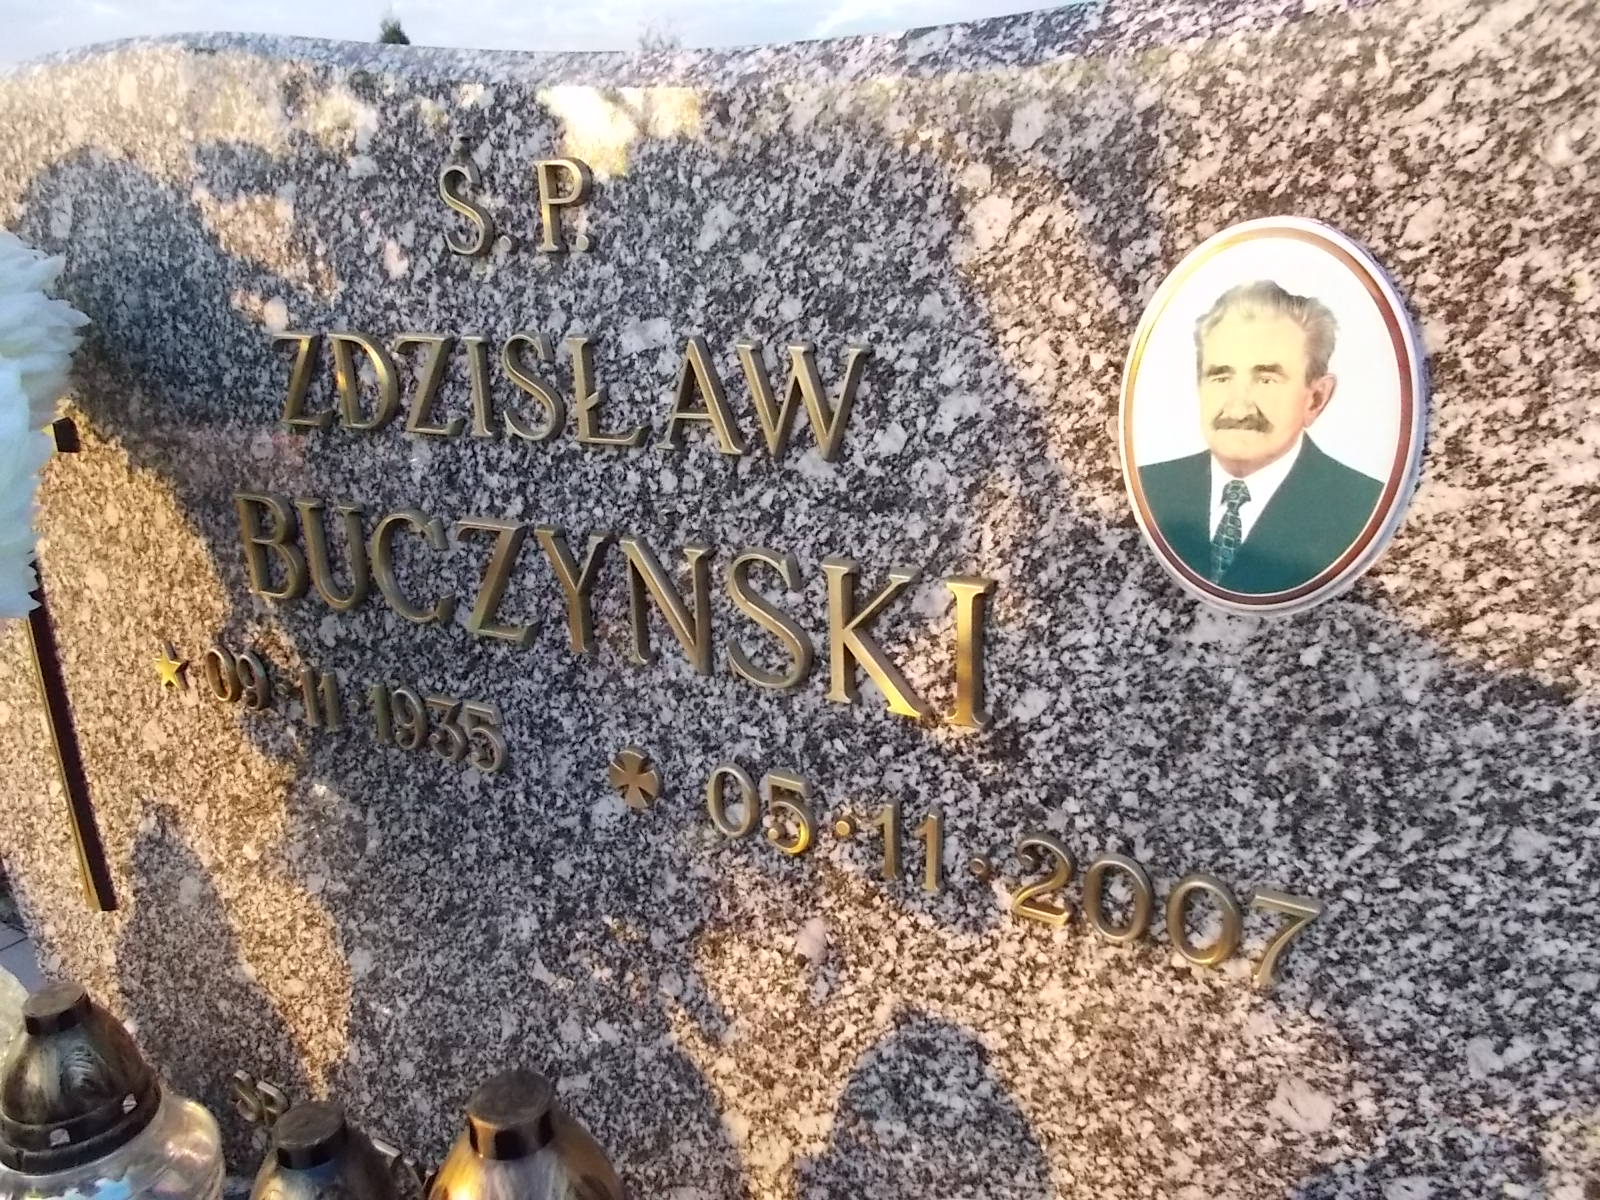 Ś. P.
ZDZISŁAW
BUCZYŃSKI
09·11·1935
05·11·2007